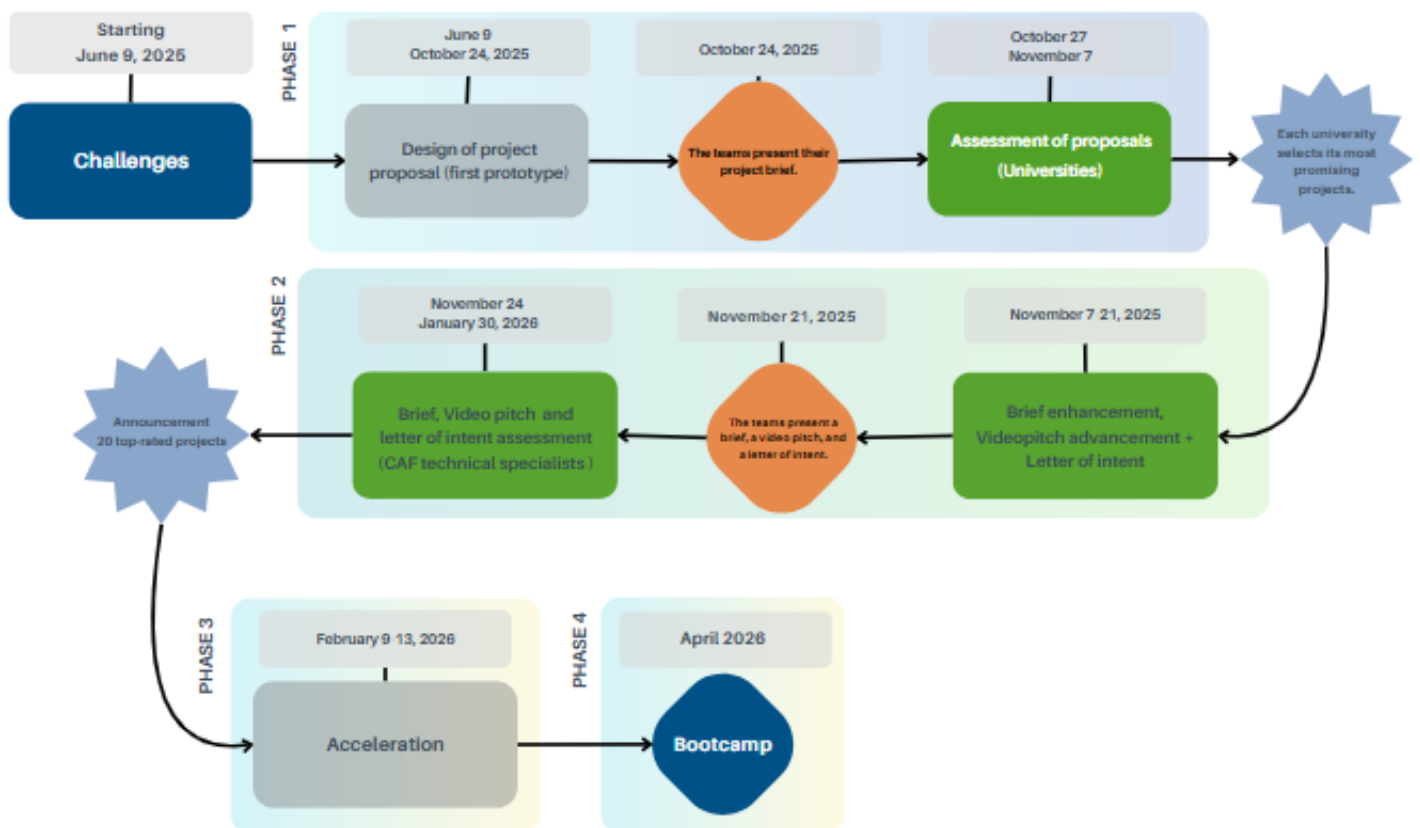 Starting
June 9, 2025
Challenges
PHASE 1
June 9
October 24, 2025
Design of project
proposal (first prototype)
October 24, 2025
The teams present their
project brief.
October 27
November 7
Assessment of proposals
(Universities)
Each university
selects its most
promising
projects.
PHASE 2
November 7 21, 2025
Brief enhancement,
Videopitch advancement +
Letter of intent
November 21, 2025
The teams present a
brief, a video pitch, and
a letter of intent.
November 24
January 30, 2026
Brief, Video pitch and
letter of intent assessment
(CAF technical specialists )
Announcement
20 top-rated projects
PHASE 3
February 9 13, 2026
Acceleration
PHASE 4
April 2026
Bootcamp